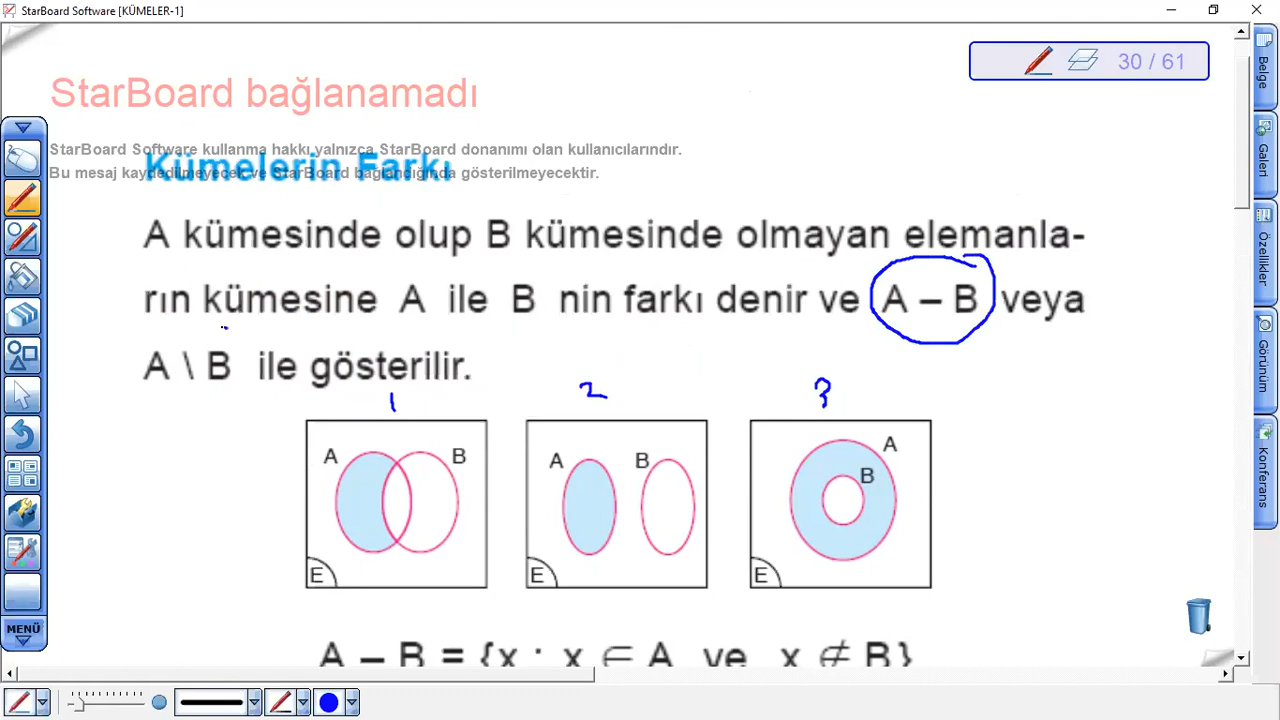 StarBoard Software [KÜMELER-1]
30 / 61
StarBoard bağlanamadı
StarBoard Software kullanma hakkı yalnızca StarBoard donanımı olan kullanıcılarındır.
Kümelerin Farkı
Bu mesaj kaydedilmeyecek ve StarBoard bağlandığında gösterilmeyecektir.
A kümesinde olup B kümesinde olmayan elemanla-
rın kümesine A ile B nin farkı denir ve A – B veya
A \ B ile gösterilir.
1 2 3
A B E
A B E
A B E
A – B = {x : x ∈ A ve x ∉ B}
Belge
Galeri
Özellikler
Görünüm
Konferans
MENÜ